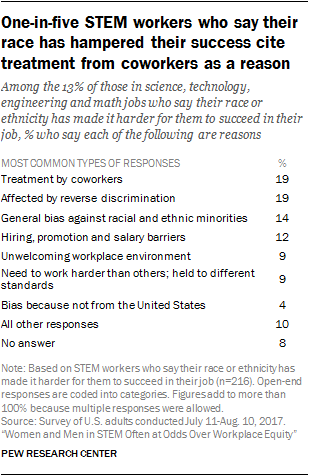 One-in-five STEM workers who say their
race has hampered their success cite
treatment from coworkers as a reason
Among the 13% of those in science, technology,
engineering and math jobs who say their race or
ethnicity has made it harder for them to succeed in their
job, % who say each of the following are reasons
MOST COMMON TYPES OF RESPONSES %
Treatment by coworkers 19
Affected by reverse discrimination 19
General bias against racial and ethnic minorities 14
Hiring, promotion and salary barriers 12
Unwelcoming workplace environment 9
Need to work harder than others; held to different
standards 9
Bias because not from the United States 4
All other responses 10
No answer 8
Note: Based on STEM workers who say their race or ethnicity has
made it harder for them to succeed in their job (n=216). Open-end
responses are coded into categories. Figures add to more than
100% because multiple responses were allowed.
Source: Survey of U.S. adults conducted July 11-Aug. 10, 2017.
“Women and Men in STEM Often at Odds Over Workplace Equity”
PEW RESEARCH CENTER